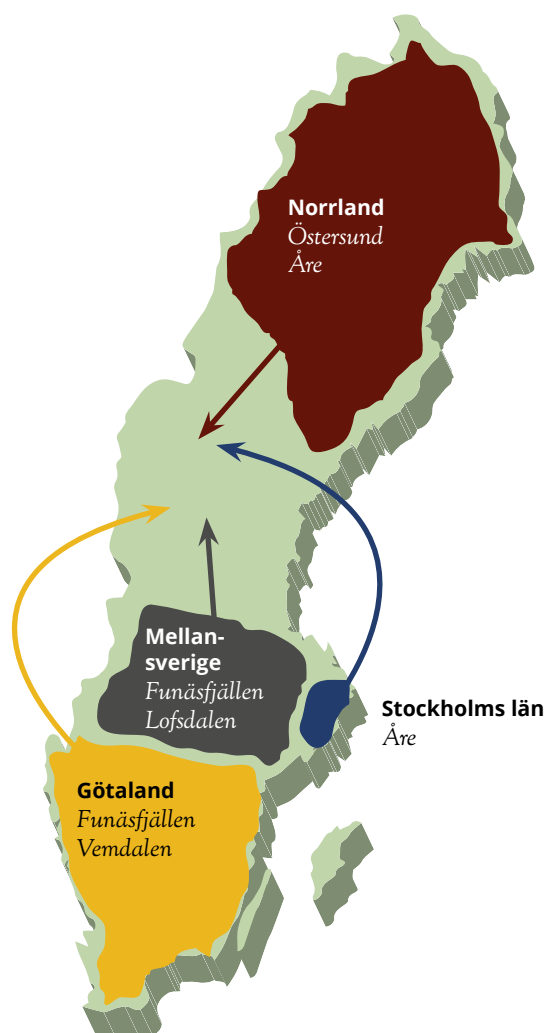 Norrland
Östersund
Åre
Mellan-
sverige
Funäsfjällen
Lofsdalen
Stockholms län
Åre
Götaland
Funäsfjällen
Vemdalen